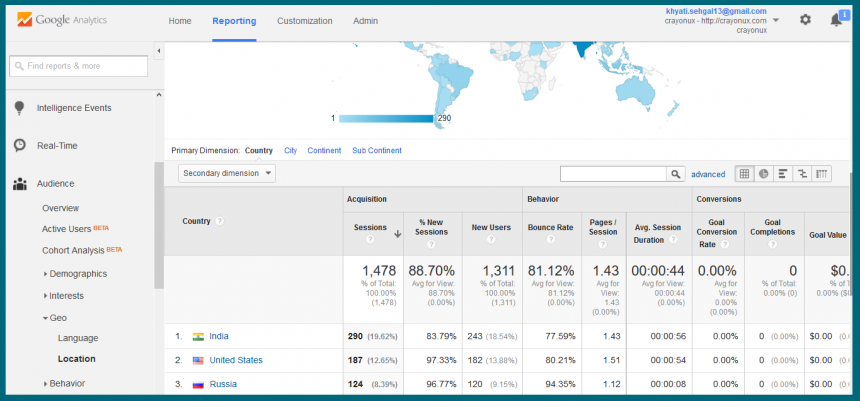 Google Analytics
Home Reporting Customization Admin
khyati.sehgal13@gmail.com
crayonux - http://crayonux.com
crayonux
1
Find reports & more
Intelligence Events
Real-Time
Audience
Overview
Active Users BETA
Cohort Analysis BETA
Demographics
Interests
Geo
Language
Location
Behavior
1 290
Primary Dimension: Country City Continent Sub Continent
Secondary dimension
advanced
Country ?
Acquisition Behavior Conversions
Sessions ? % New Sessions ? New Users ? Bounce Rate ? Pages / Session ? Avg. Session Duration ? Goal Conversion Rate ? Goal Completions ? Goal Value
1,478 88.70% 1,311 81.12% 1.43 00:00:44 0.00% 0 $0.
% of Total: 100.00% (1,478) Avg for View: 88.70% (0.00%) % of Total: 100.00% (1,311) Avg for View: 81.12% (0.00%) Avg for View: 1.43 (0.00%) Avg for View: 00:00:44 (0.00%) Avg for View: 0.00% (0.00%) % of Total: 0.00% (0) % of Total: 0.00%
1. India 290 (19.62%) 83.79% 243 (18.54%) 77.59% 1.43 00:00:56 0.00% 0 (0.00%) $0.00 (0.
2. United States 187 (12.65%) 97.33% 182 (13.88%) 80.21% 1.51 00:00:54 0.00% 0 (0.00%) $0.00 (0.
3. Russia 124 (8.39%) 96.77% 120 (9.15%) 94.35% 1.12 00:00:08 0.00% 0 (0.00%) $0.00 (0.